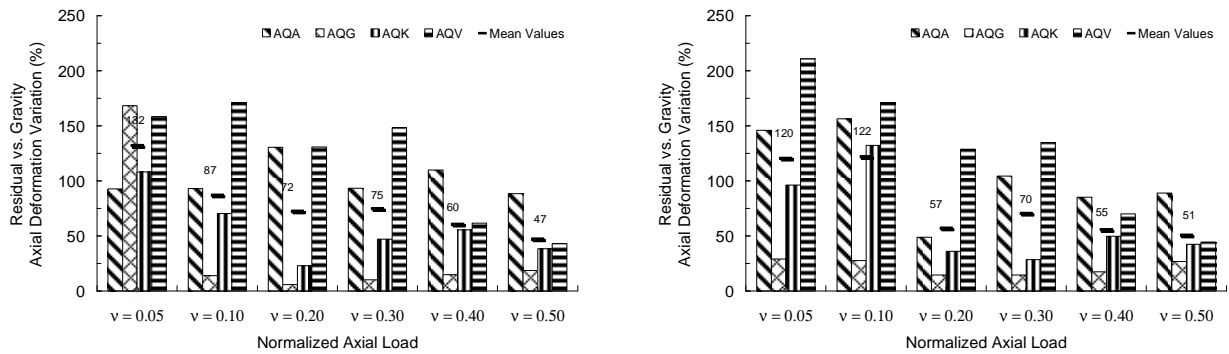 250
200
150
100
50
0
Residual vs. Gravity
Axial Deformation Variation (%)
AQA AQG AQK AQV Mean Values
132
87
72
75
60
47
ν = 0.05 ν = 0.10 ν = 0.20 ν = 0.30 ν = 0.40 ν = 0.50
Normalized Axial Load
250
200
150
100
50
0
Residual vs. Gravity
Axial Deformation Variation (%)
AQA AQG AQK AQV Mean Values
120
122
57
70
55
51
ν = 0.05 ν = 0.10 ν = 0.20 ν = 0.30 ν = 0.40 ν = 0.50
Normalized Axial Load